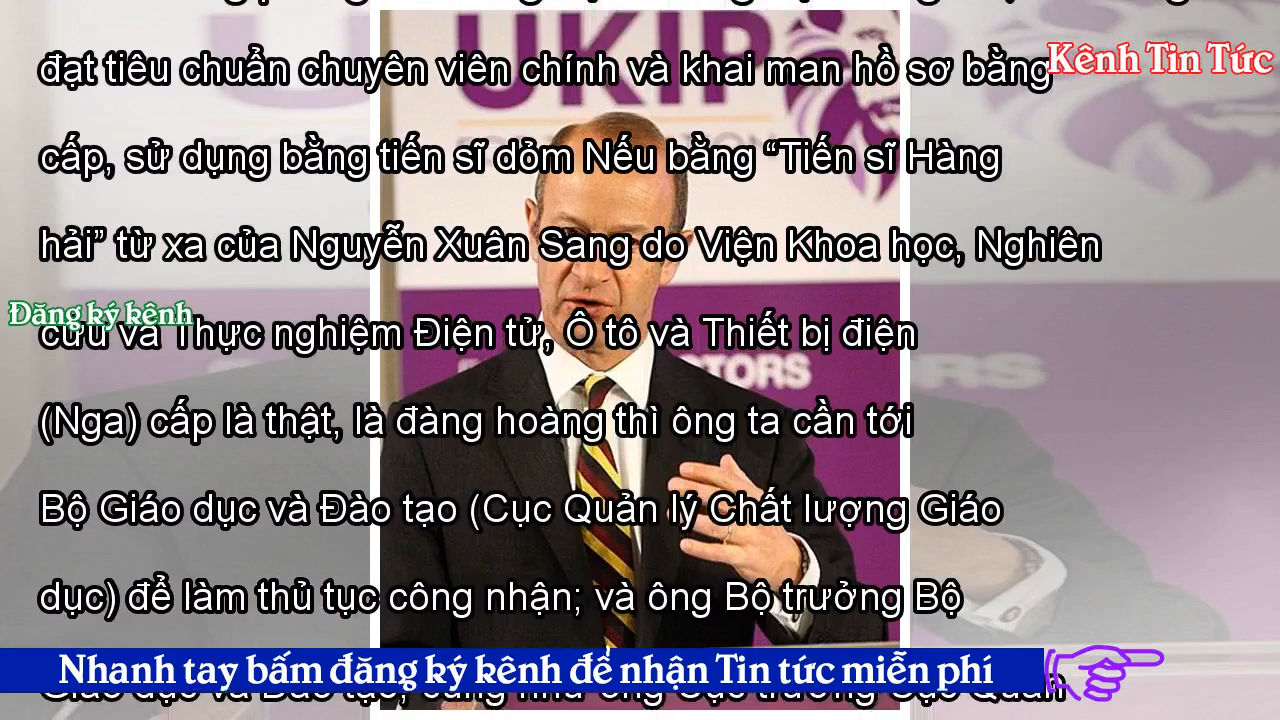 UKIP
Kênh Tin Tức
đạt tiêu chuẩn chuyên viên chính và khai man hồ sơ bằng
cấp, sử dụng bằng tiến sĩ dỏm Nếu bằng “Tiến sĩ Hàng
hải” từ xa của Nguyễn Xuân Sang do Viện Khoa học, Nghiên
Đăng ký kênh
cứu và Thực nghiệm Điện tử, Ô tô và Thiết bị điện
(Nga) cấp là thật, là đàng hoàng thì ông ta cần tới
Bộ Giáo dục và Đào tạo (Cục Quản lý Chất lượng Giáo
dục) để làm thủ tục công nhận; và ông Bộ trưởng Bộ
Nhanh tay bấm đăng ký kênh để nhận Tin tức miễn phí